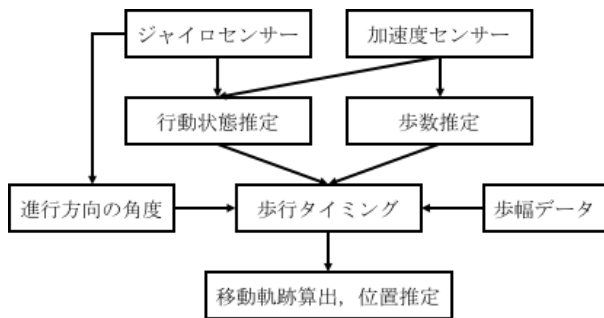 ジャイロセンサー
加速度センサー
行動状態推定
歩数推定
進行方向の角度
歩行タイミング
歩幅データ
移動軌跡算出，位置推定